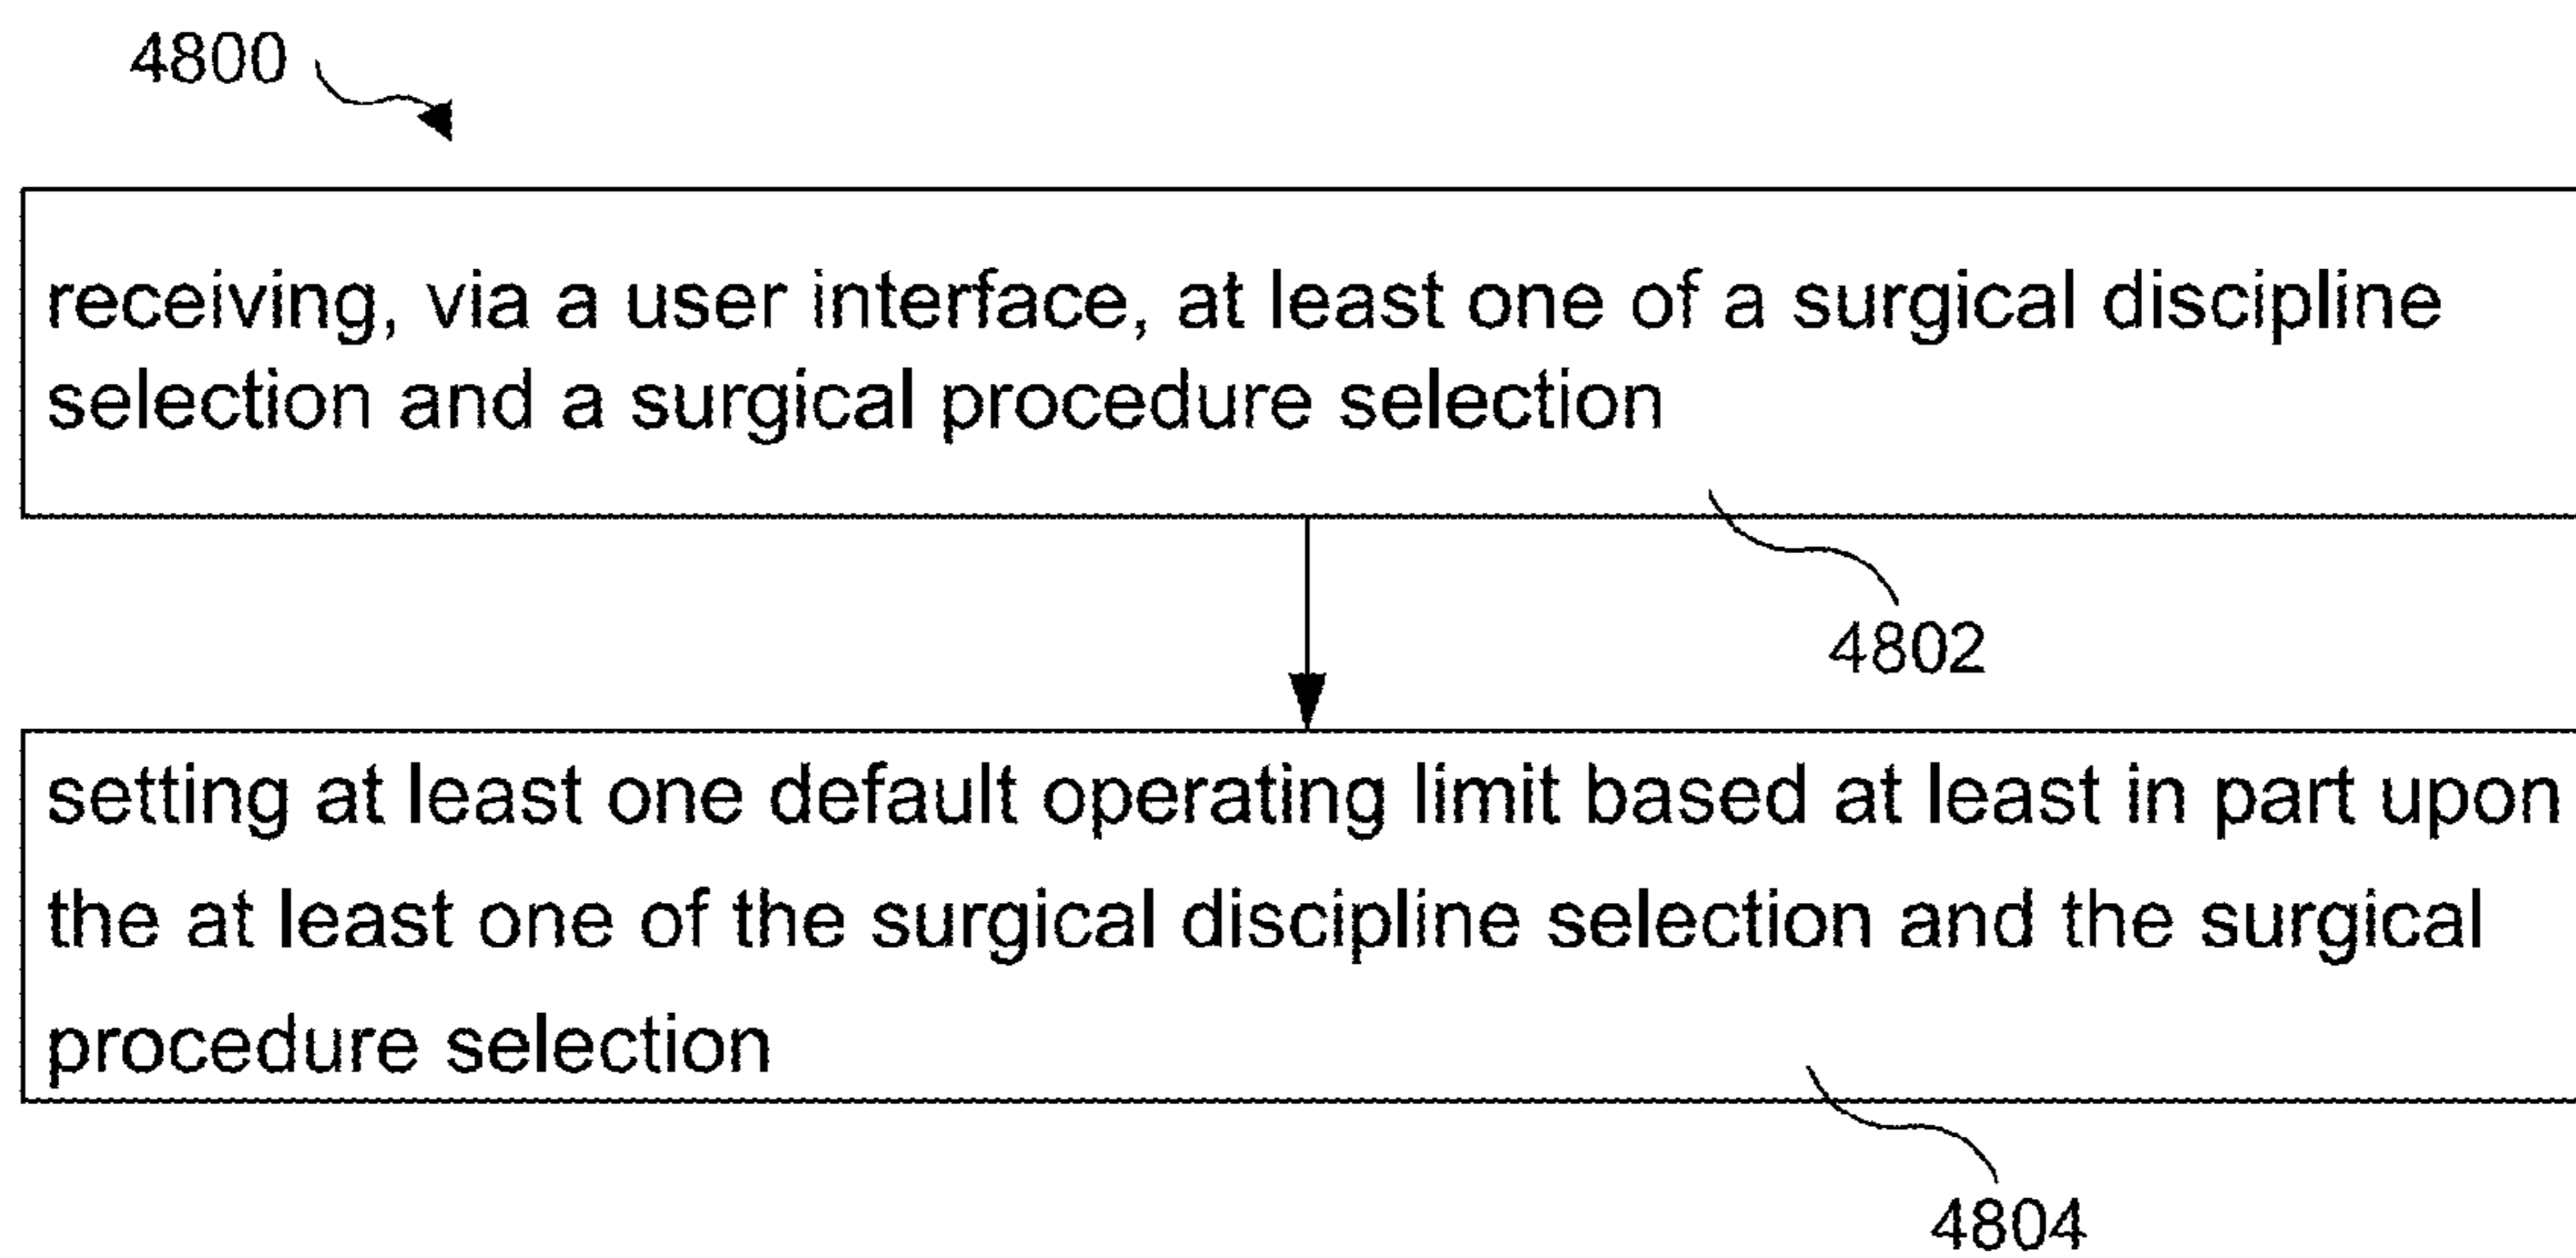 4800
receiving, via a user interface, at least one of a surgical discipline
selection and a surgical procedure selection
4802
setting at least one default operating limit based at least in part upon
the at least one of the surgical discipline selection and the surgical
procedure selection
4804